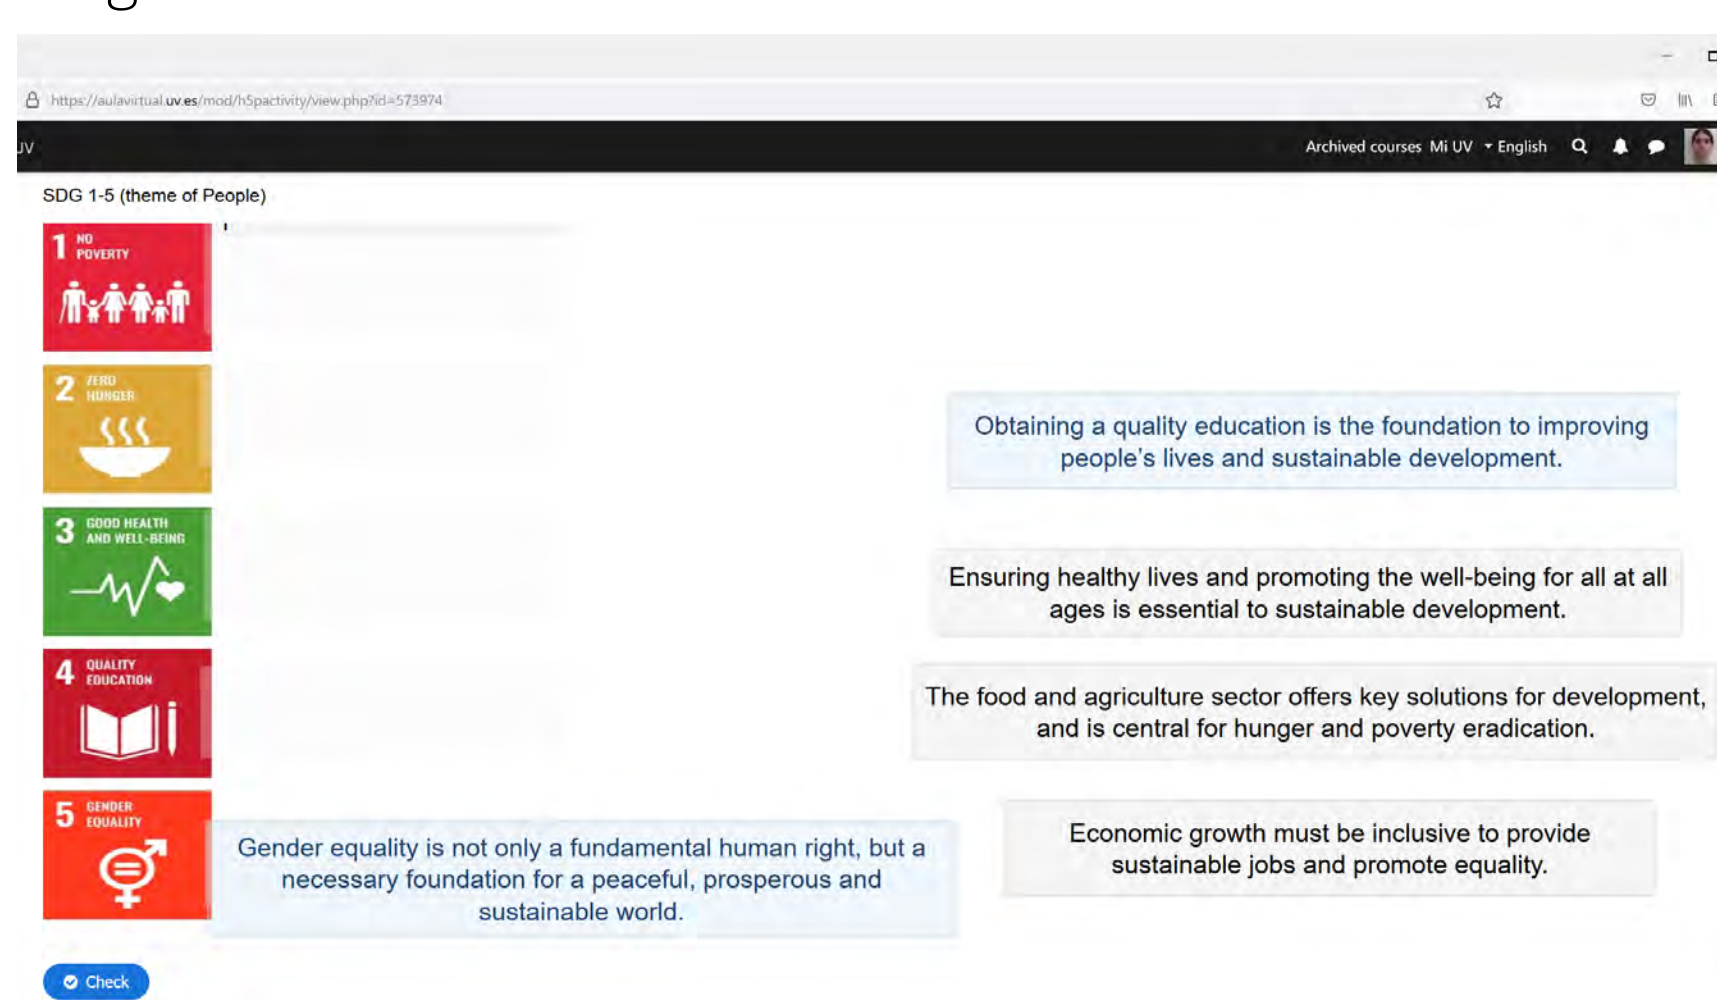 https://aulavirtual.uv.es/mod/h5pactivity/view.php?id=573974
UV
Archived courses Mi UV English
SDG 1-5 (theme of People)
1 NO
POVERTY
2 ZERO
HUNGER
3 GOOD HEALTH
AND WELL-BEING
4 QUALITY
EDUCATION
5 GENDER
EQUALITY
Gender equality is not only a fundamental human right, but a
necessary foundation for a peaceful, prosperous and
sustainable world.
Obtaining a quality education is the foundation to improving
people's lives and sustainable development.
Ensuring healthy lives and promoting the well-being for all at all
ages is essential to sustainable development.
The food and agriculture sector offers key solutions for development,
and is central for hunger and poverty eradication.
Economic growth must be inclusive to provide
sustainable jobs and promote equality.
Check